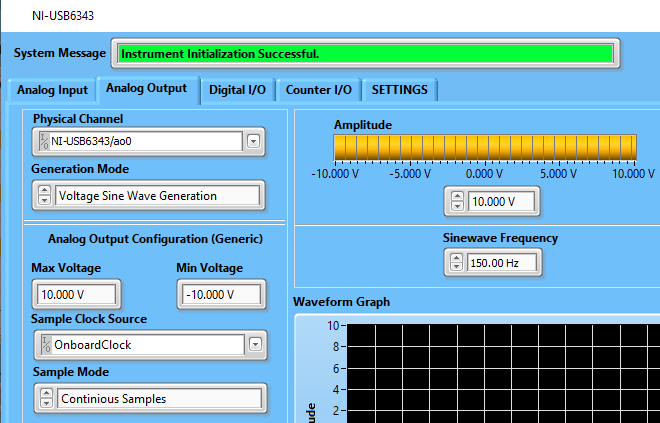 NI-USB6343
System Message
Instrument Initialization Successful.
Analog Input
Analog Output
Digital I/O
Counter I/O
SETTINGS
Physical Channel
I/O NI-USB6343/ao0
Generation Mode
Voltage Sine Wave Generation
Analog Output Configuration (Generic)
Max Voltage
Min Voltage
10.000 V
-10.000 V
Sample Clock Source
I/O OnboardClock
Sample Mode
Continious Samples
Amplitude
-10.000 V -5.000 V 0.000 V 5.000 V 10.000 V
10.000 V
Sinewave Frequency
150.00 Hz
Waveform Graph
10
8
6
4
2